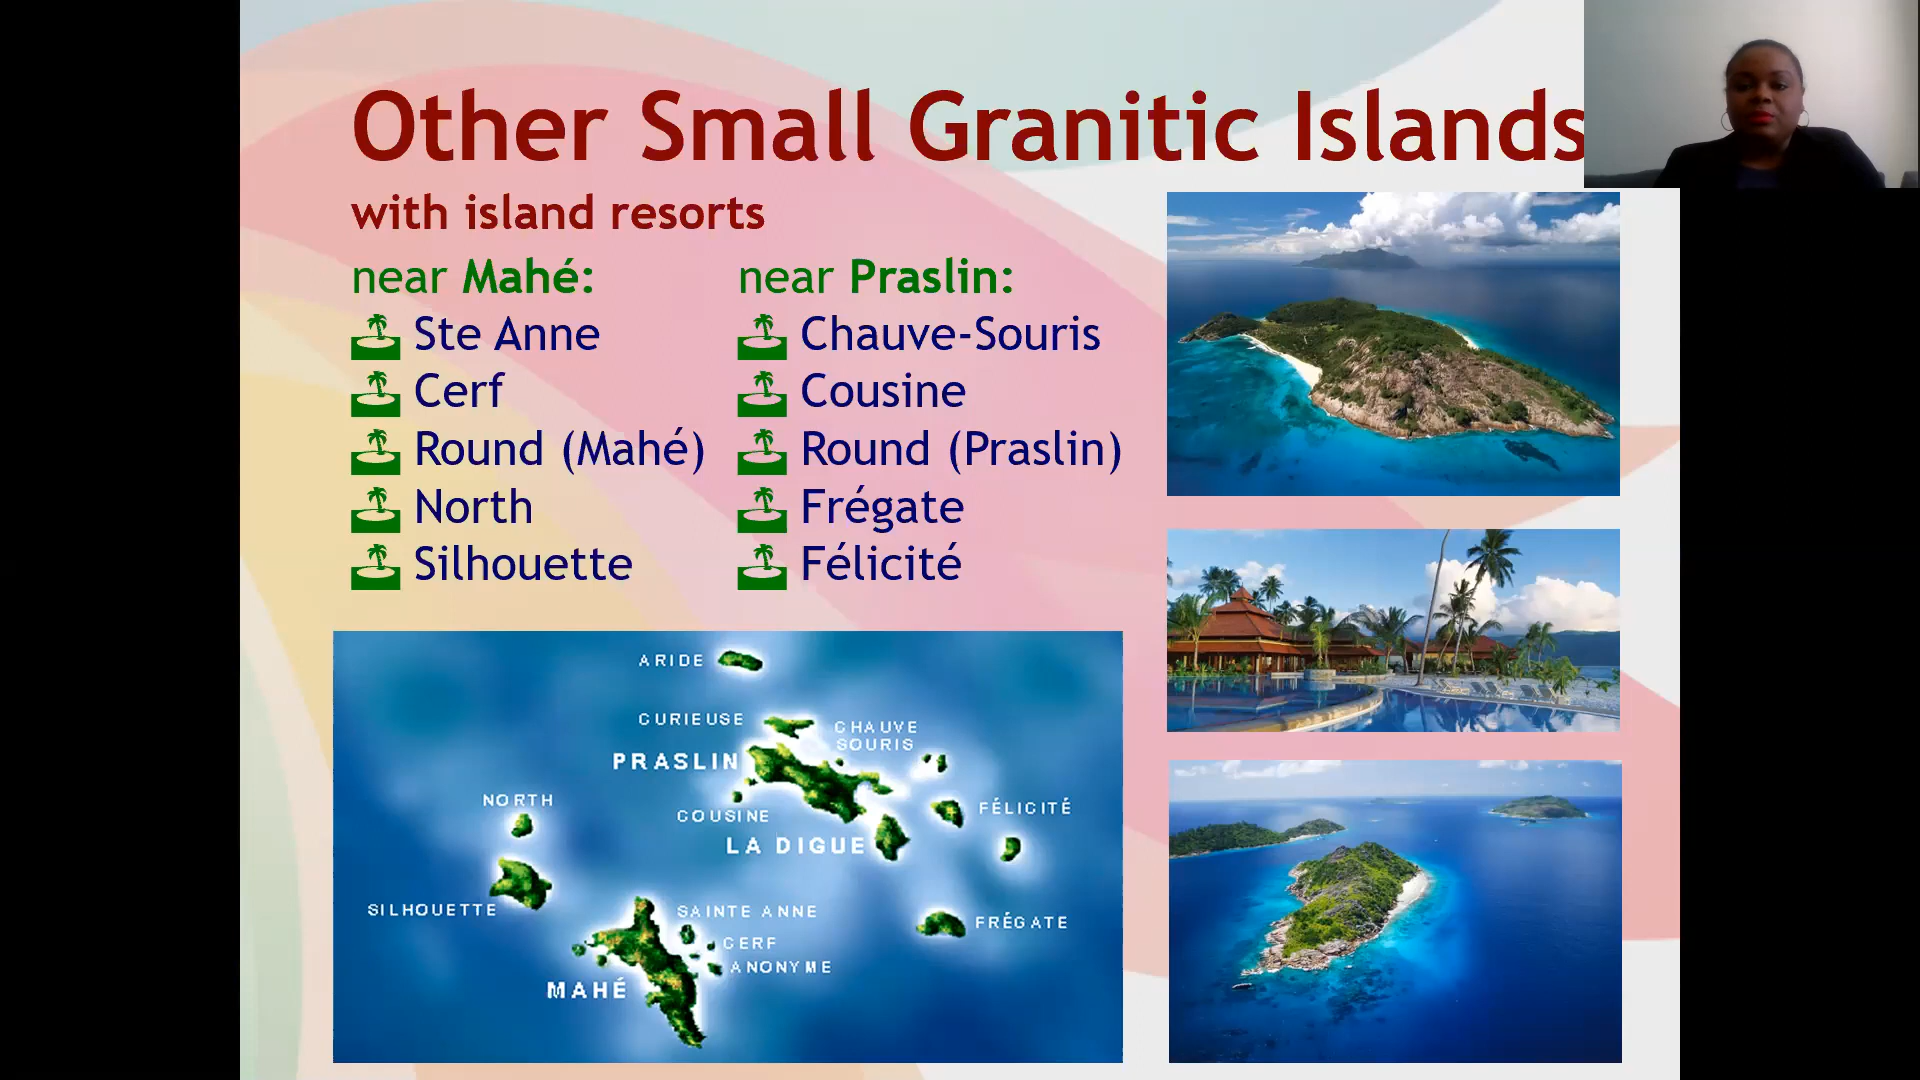 Other Small Granitic Islands
with island resorts
near Mahé:
Ste Anne
Cerf
Round (Mahé)
North
Silhouette
near Praslin:
Chauve-Souris
Cousine
Round (Praslin)
Frégate
Félicité
ARIDE
CURIEUSE
CHAUVE
SOURIS
PRASLIN
NORTH
COUSINE
FÉLICITÉ
LA DIGUE
SILHOUETTE
SAINTE ANNE
FRÉGATE
CERF
ANONYME
MAHÉ